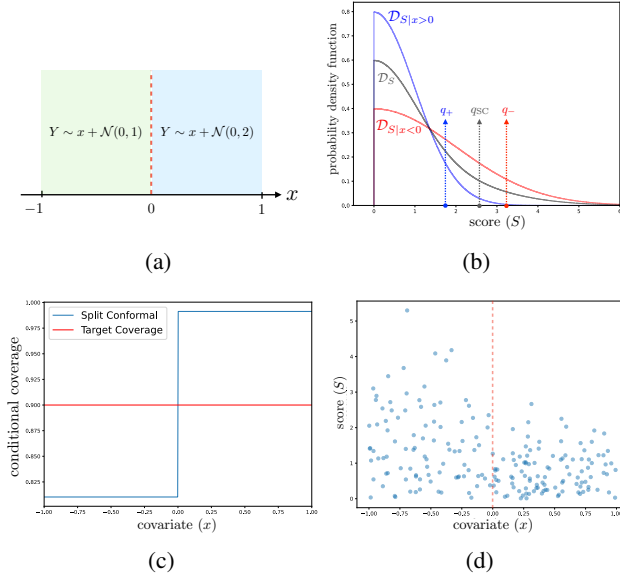 Y ∼ x + N(0, 1)
Y ∼ x + N(0, 2)
−1
0
1
x
(a)
probability density function
0.8
0.7
0.6
0.5
0.4
0.3
0.2
0.1
0.0
D_{S|x>0}
D_S
D_{S|x<0}
q_+
q_{SC}
q_−
0
1
2
3
4
5
6
score (S)
(b)
conditional coverage
1.000
0.975
0.950
0.925
0.900
0.875
0.850
0.825
Split Conformal
Target Coverage
−1.00
−0.75
−0.50
−0.25
0.00
0.25
0.50
0.75
1.00
covariate (x)
(c)
score (S)
5
4
3
2
1
0
−1.00
−0.75
−0.50
−0.25
0.00
0.25
0.50
0.75
1.00
covariate (x)
(d)